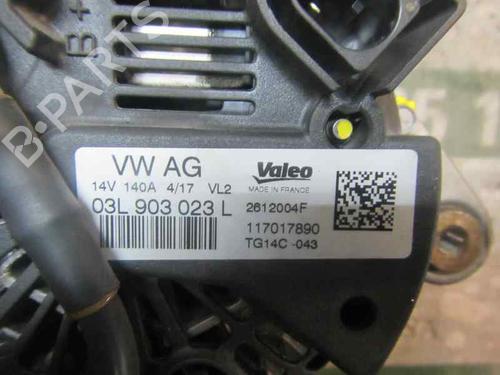 B+
B-PARTS
VW AG
14V 140A 4/17 VL2
03L 903 023 L
Valeo
MADE IN FRANCE
2612004F
117017890
TG14C -043